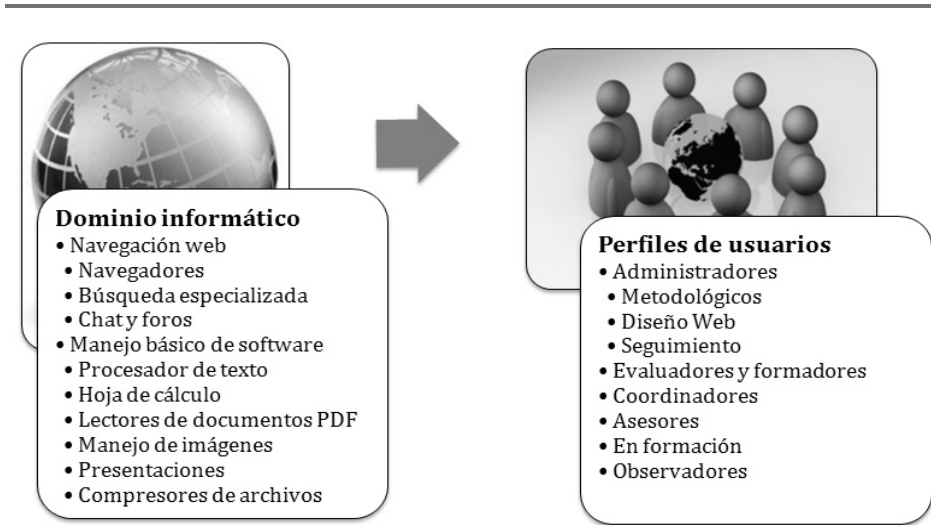 Dominio informático
• Navegación web
• Navegadores
• Búsqueda especializada
• Chat y foros
• Manejo básico de software
• Procesador de texto
• Hoja de cálculo
• Lectores de documentos PDF
• Manejo de imágenes
• Presentaciones
• Compresores de archivos
Perfiles de usuarios
• Administradores
• Metodológicos
• Diseño Web
• Seguimiento
• Evaluadores y formadores
• Coordinadores
• Asesores
• En formación
• Observadores